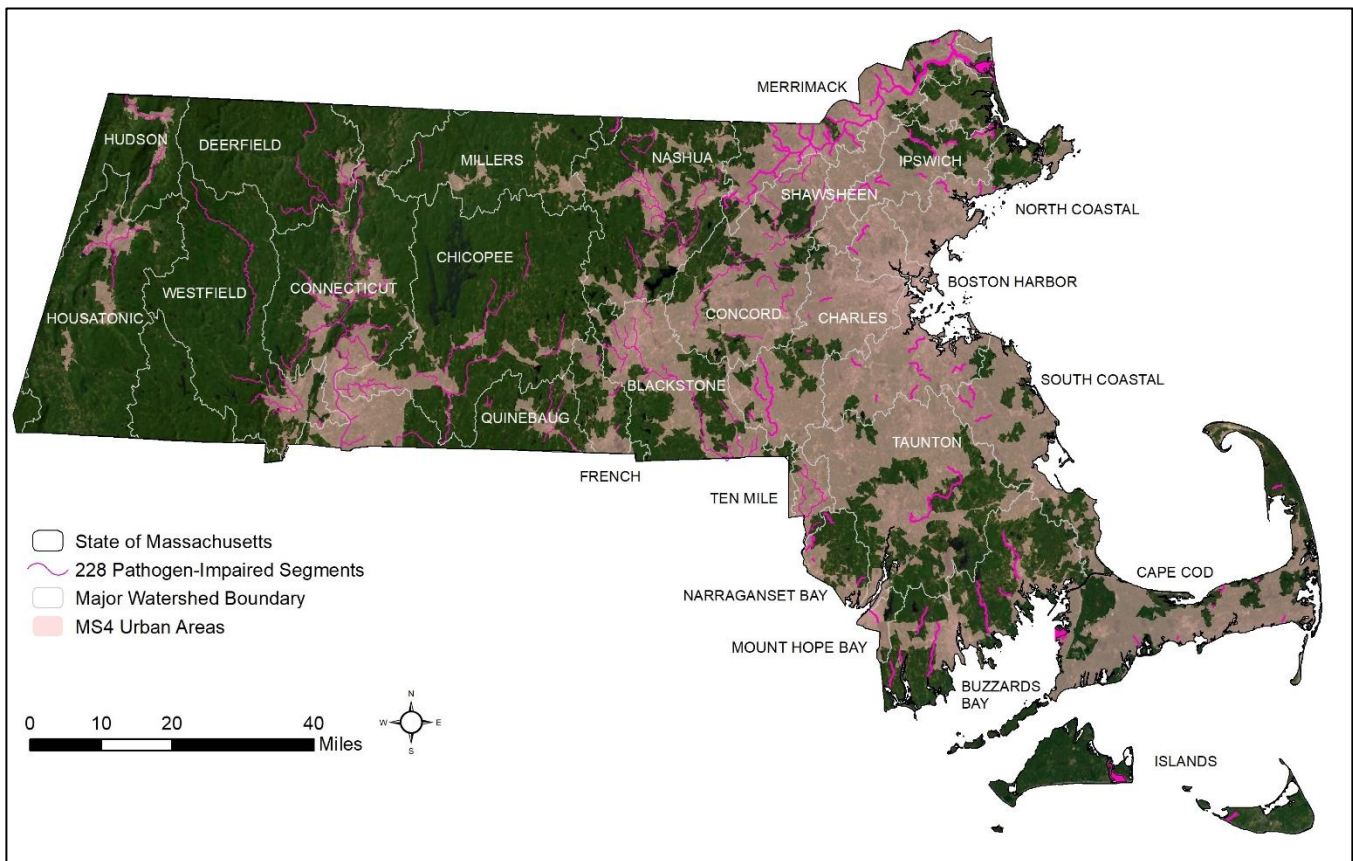 MERRIMACK
HUDSON
DEERFIELD
MILLERS
NASHUA
IPSWICH
SHAWSHEEN
NORTH COASTAL
CHICOPEE
BOSTON HARBOR
WESTFIELD
CONNECTICUT
HOUSATONIC
CONCORD
CHARLES
SOUTH COASTAL
BLACKSTONE
QUINEBAUG
TAUNTON
FRENCH
TEN MILE
State of Massachusetts
228 Pathogen-Impaired Segments
Major Watershed Boundary
MS4 Urban Areas
CAPE COD
NARRAGANSET BAY
MOUNT HOPE BAY
BUZZARDS
BAY
N
W E
S
0 10 20 40
Miles
ISLANDS